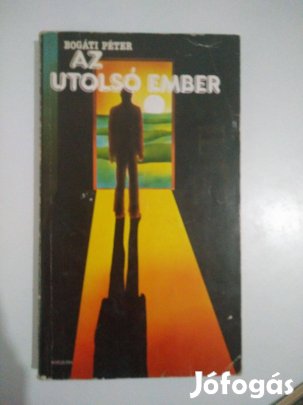 BOGÁTI PÉTER
AZ
UTOLSÓ EMBER
Jófogás